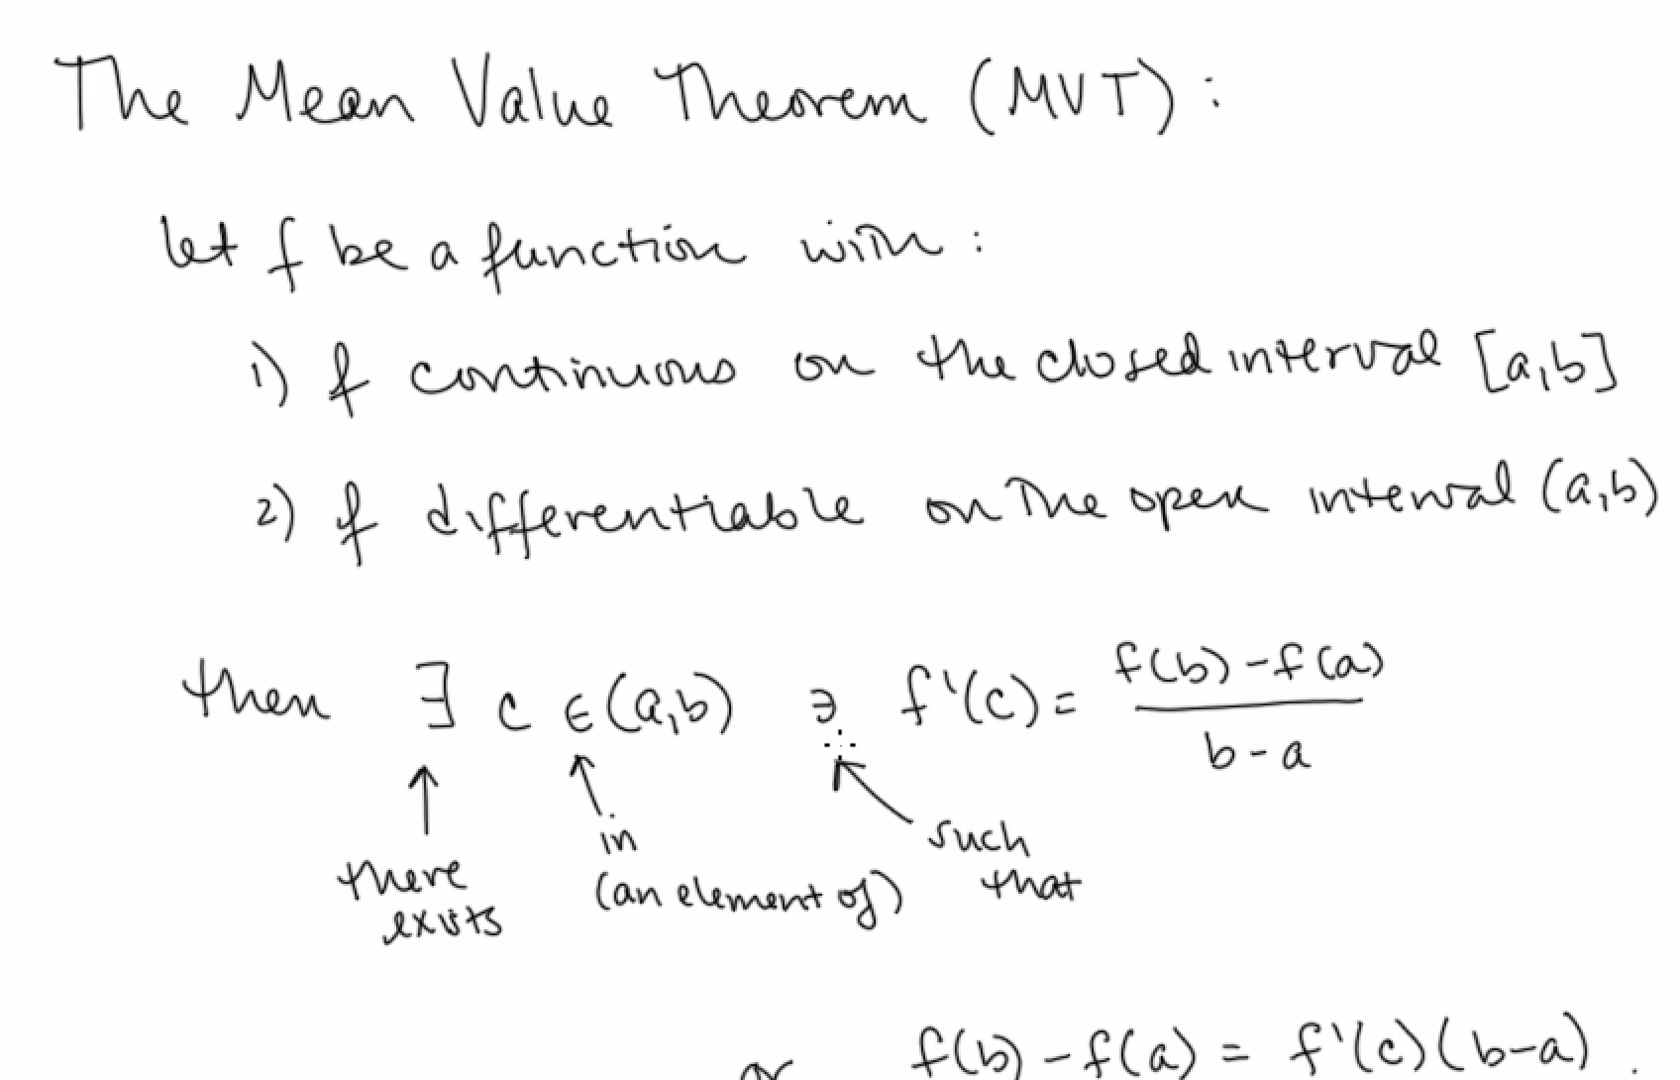 The Mean Value Theorem (MVT):
let f be a function with:
1) f continuous on the closed interval [a,b]
2) f differentiable on the open interval (a,b)
then ∃ c ∈ (a,b) ∋ f'(c) = f(b) - f(a) / b - a
there exists
in (an element of)
such that
or f(b) - f(a) = f'(c)(b-a).